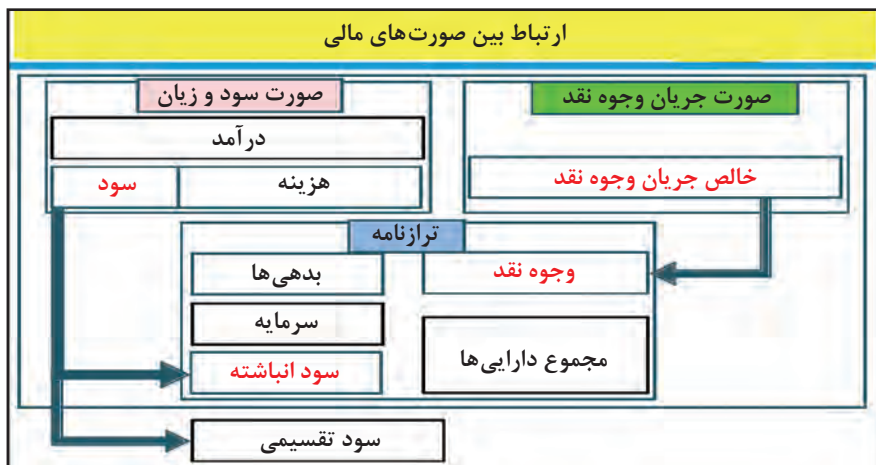 ارتباط بین صورت‌های مالی
صورت جریان وجوه نقد
خالص جریان وجوه نقد
صورت سود و زیان
درآمد
هزینه
سود
ترازنامه
وجوه نقد
مجموع دارایی‌ها
بدهی‌ها
سرمایه
سود انباشته
سود تقسیمی